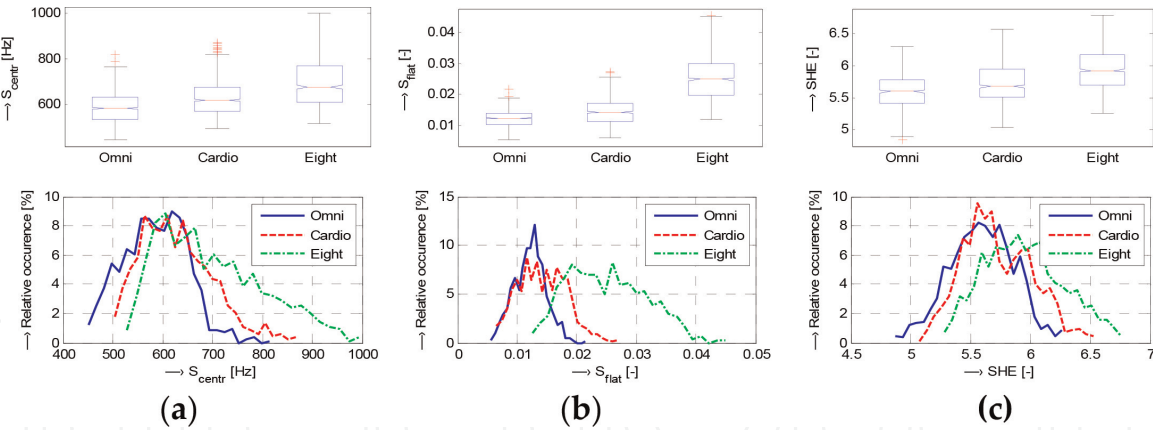 → S_centr [Hz]
1000
800
600
Omni Cardio Eight
→ S_flat [-]
0.04
0.03
0.02
0.01
Omni Cardio Eight
→ SHE [-]
6.5
6
5.5
5
Omni Cardio Eight
→ Relative occurence [%]
10
8
6
4
2
0
Omni
Cardio
Eight
400 500 600 700 800 900 1000
→ S_centr [Hz]
(a)
→ Relative occurence [%]
15
10
5
0
Omni
Cardio
Eight
0 0.01 0.02 0.03 0.04 0.05
→ S_flat [-]
(b)
→ Relative occurence [%]
10
8
6
4
2
0
Omni
Cardio
Eight
4.5 5 5.5 6 6.5 7
→ SHE [-]
(c)